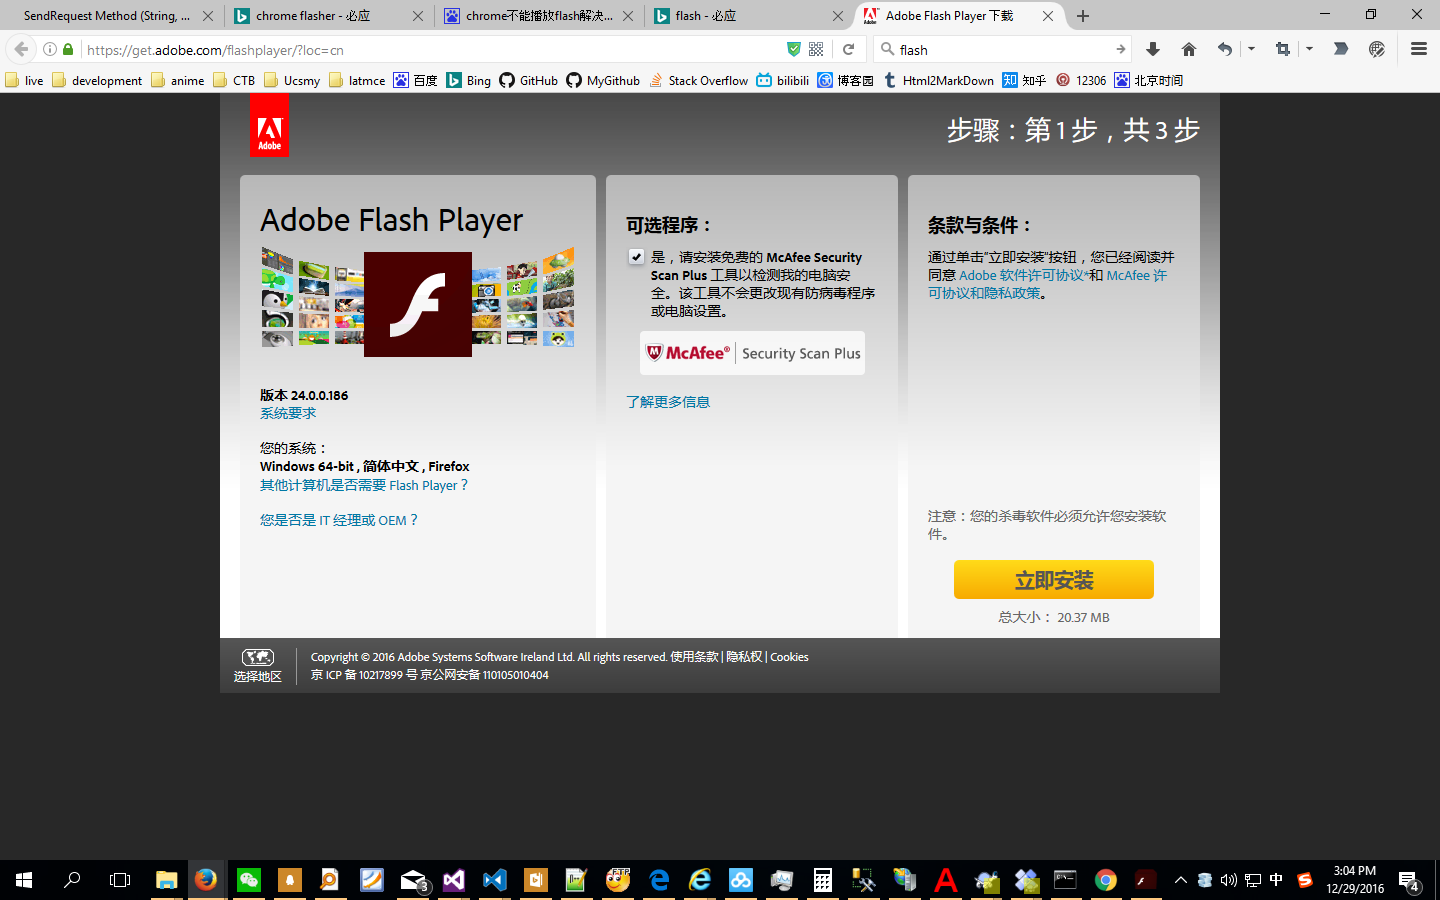 SendRequest Method (String, ...
chrome flasher - 必应
chrome不能播放flash解决...
flash - 必应
Adobe Flash Player 下载
https://get.adobe.com/flashplayer/?loc=cn
flash
live
development
anime
CTB
Ucsmy
latmce
百度
Bing
GitHub
MyGithub
Stack Overflow
bilibili
博客园
Html2MarkDown
知 知乎
12306
北京时间
Adobe
步骤：第 1 步，共 3 步
Adobe Flash Player
版本 24.0.0.186
系统要求
您的系统：
Windows 64-bit , 简体中文 , Firefox
其他计算机是否需要 Flash Player？
您是否是 IT 经理或 OEM？
可选程序：
是，请安装免费的 McAfee Security
Scan Plus 工具以检测我的电脑安
全。该工具不会更改现有防病毒程序
或电脑设置。
McAfee® Security Scan Plus
了解更多信息
条款与条件：
通过单击“立即安装”按钮，您已经阅读并
同意 Adobe 软件许可协议*和 McAfee 许
可协议和隐私政策。
注意：您的杀毒软件必须允许您安装软
件。
立即安装
总大小： 20.37 MB
选择地区
Copyright © 2016 Adobe Systems Software Ireland Ltd. All rights reserved. 使用条款 | 隐私权 | Cookies
京 ICP 备 10217899 号 京公网安备 110105010404
3
FTP
中
3:04 PM
12/29/2016
4